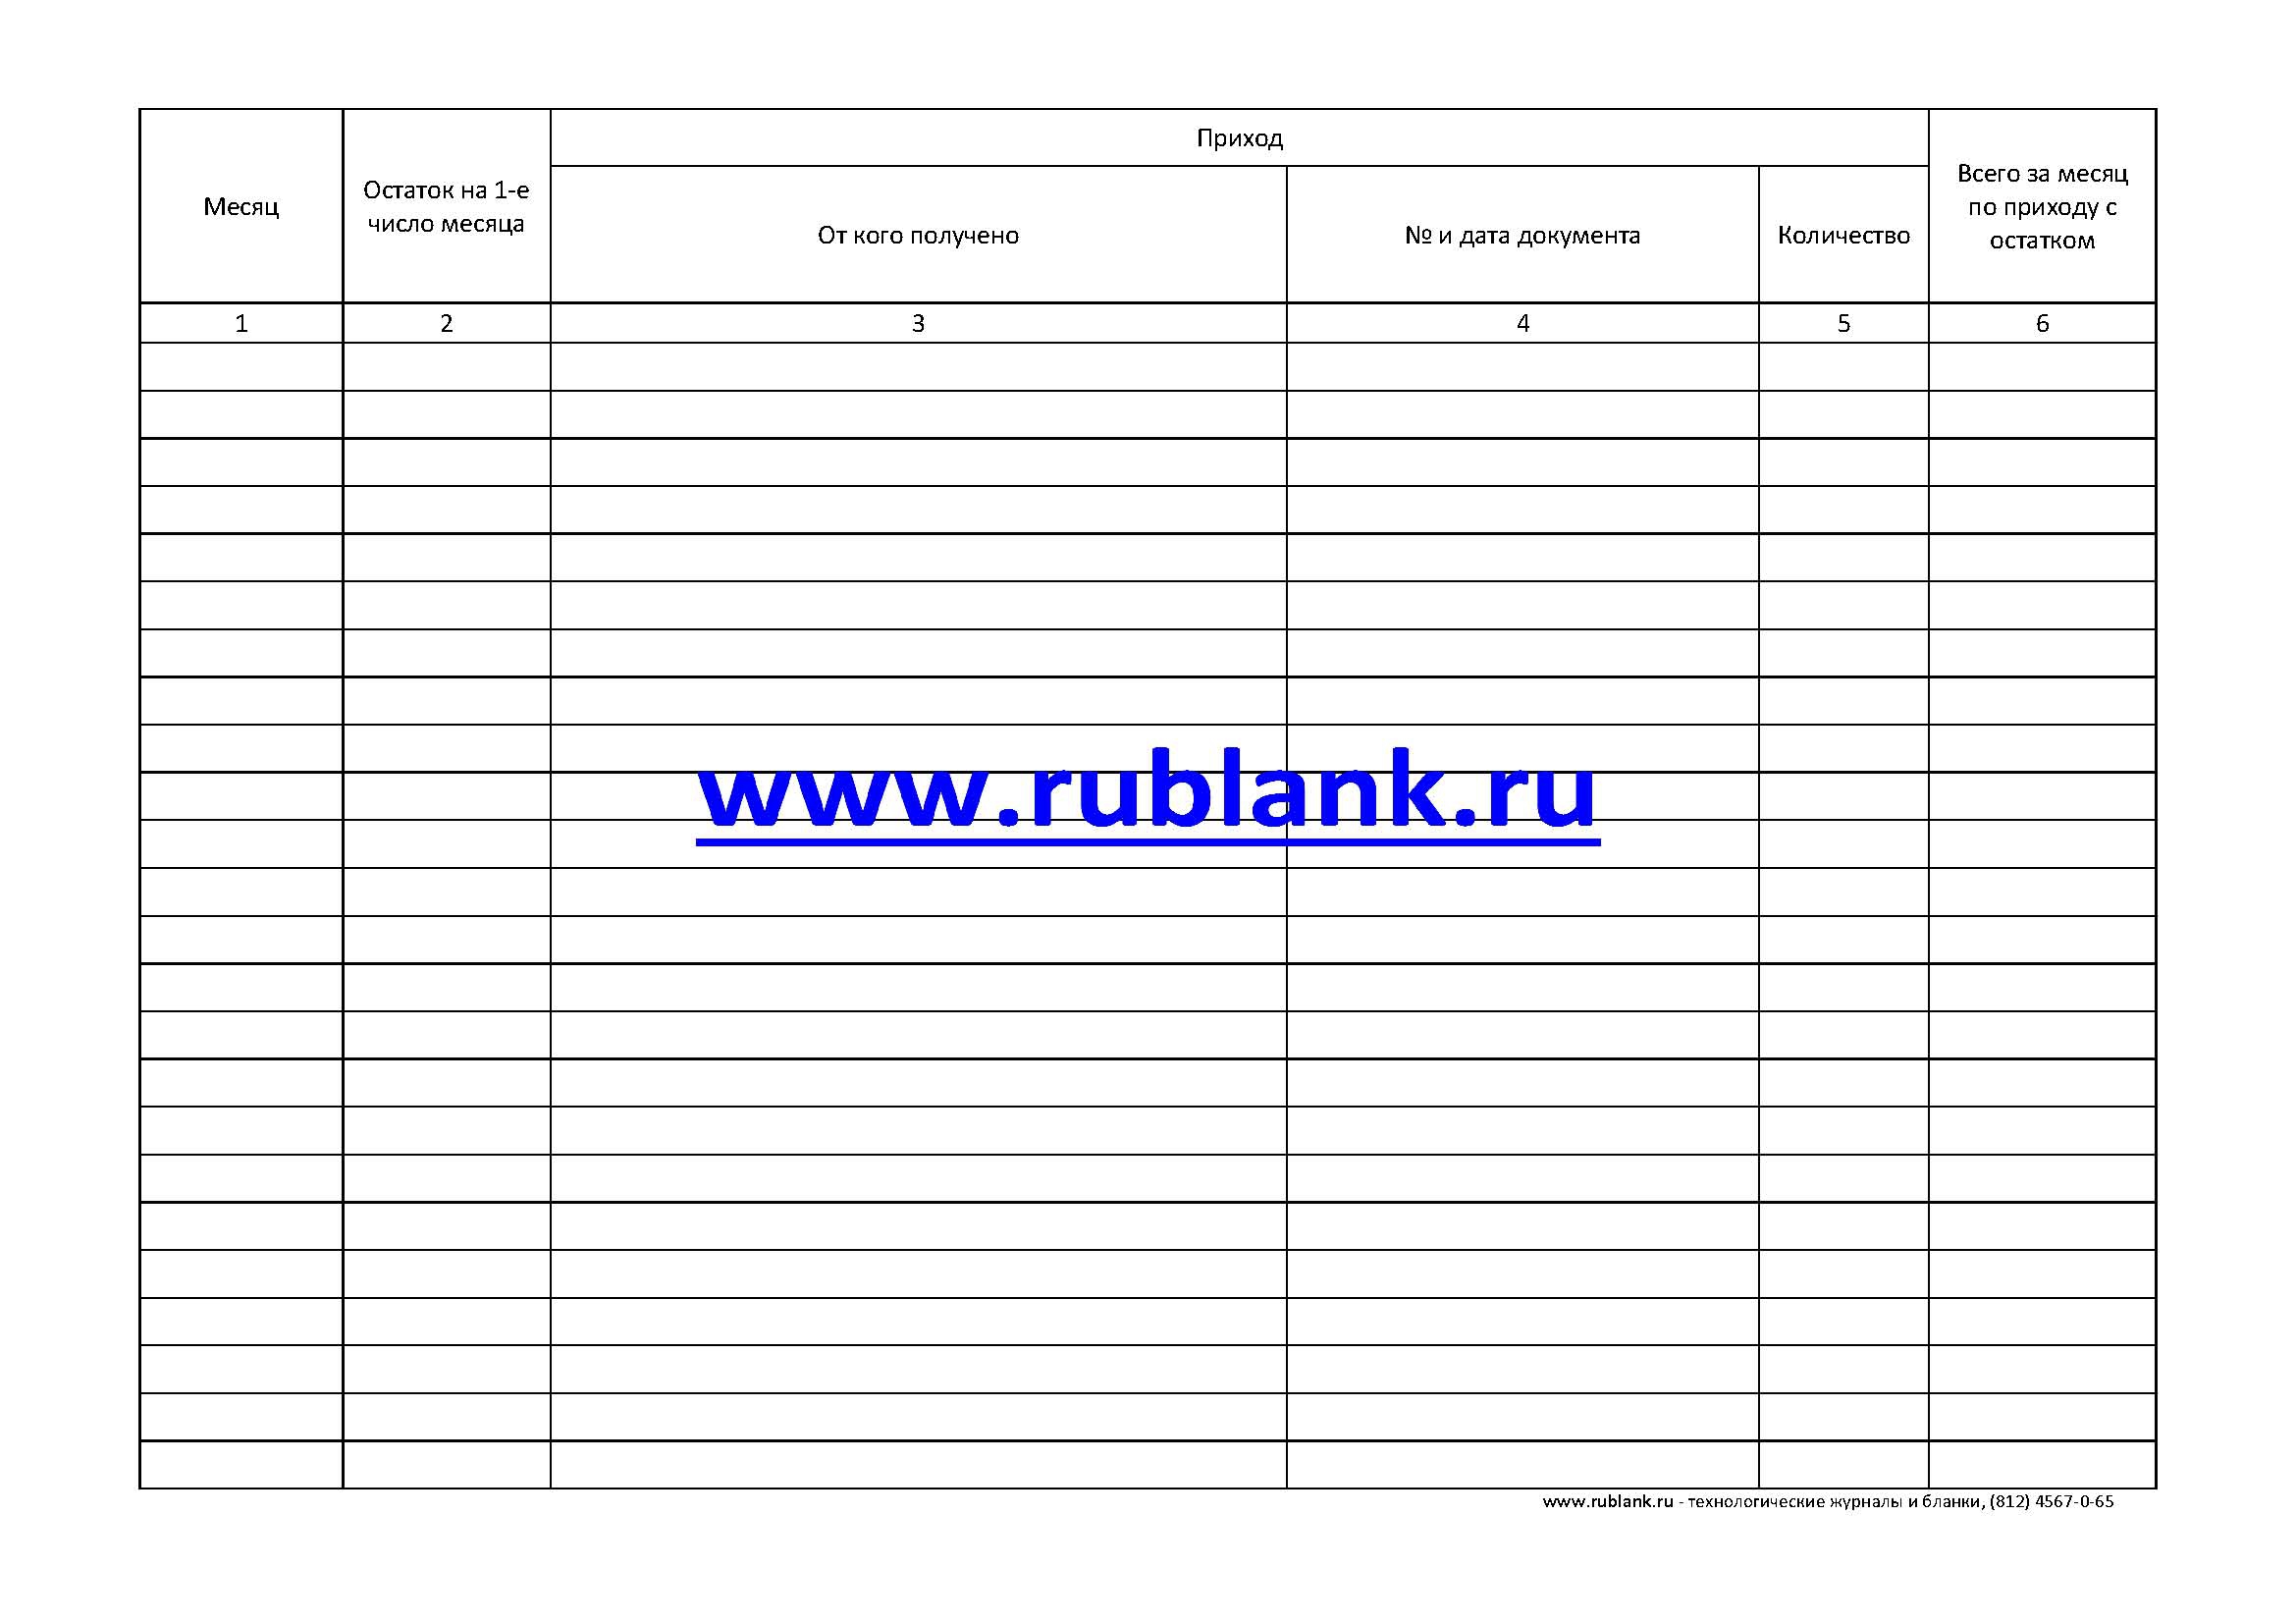 Приход
Месяц
Остаток на 1-е
число месяца
От кого получено
№ и дата документа
Количество
Всего за месяц
по приходу с
остатком
1
2
3
4
5
6
www.rublank.ru
www.rublank.ru - технологические журналы и бланки, (812) 4567-0-65